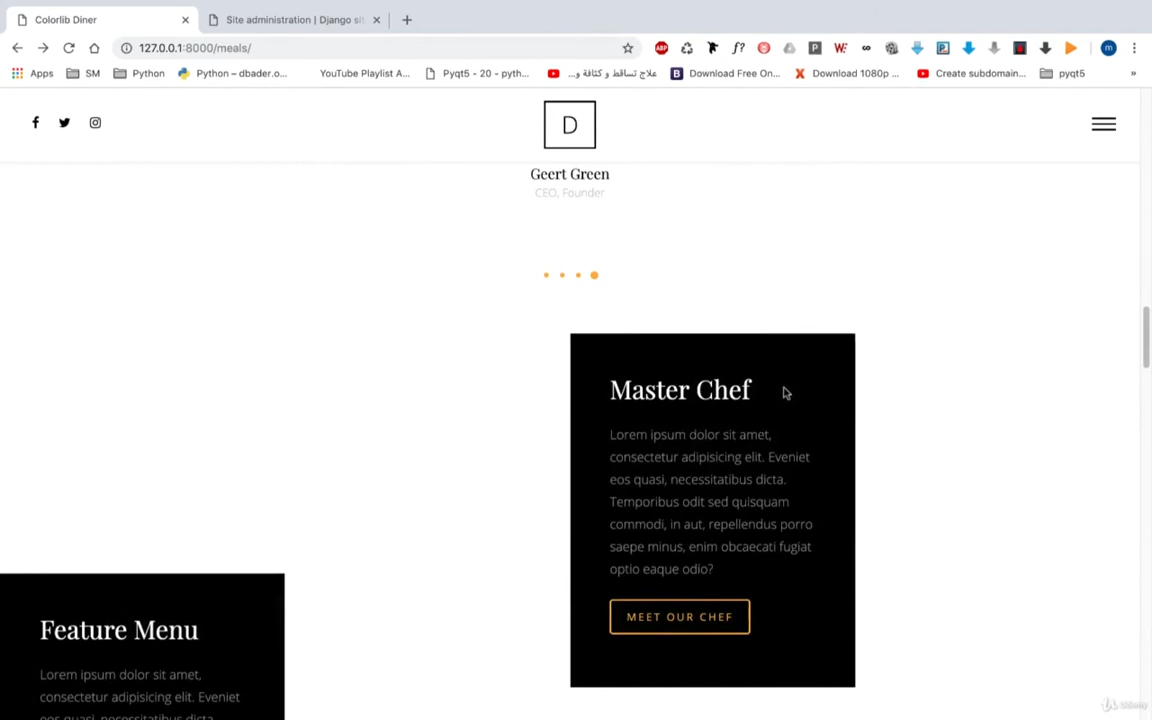 Colorlib Diner
Site administration | Django si
127.0.0.1:8000/meals/
ABP
f?
P
W
P
m
Apps
SM
Python
Python – dbader.o...
YouTube Playlist A...
Pyqt5 - 20 - pyth...
علاج تساقط و كثافة و...
B
Download Free On...
Download 1080p ...
Create subdomain...
pyqt5
»
D
Geert Green
CEO, Founder
Master Chef
Lorem ipsum dolor sit amet,
consectetur adipisicing elit. Eveniet
eos quasi, necessitatibus dicta.
Temporibus odit sed quisquam
commodi, in aut, repellendus porro
saepe minus, enim obcaecati fugiat
optio eaque odio?
MEET OUR CHEF
Feature Menu
Lorem ipsum dolor sit amet,
consectetur adipisicing elit. Eveniet
eos quasi, necessitatibus dicta.
Udemy